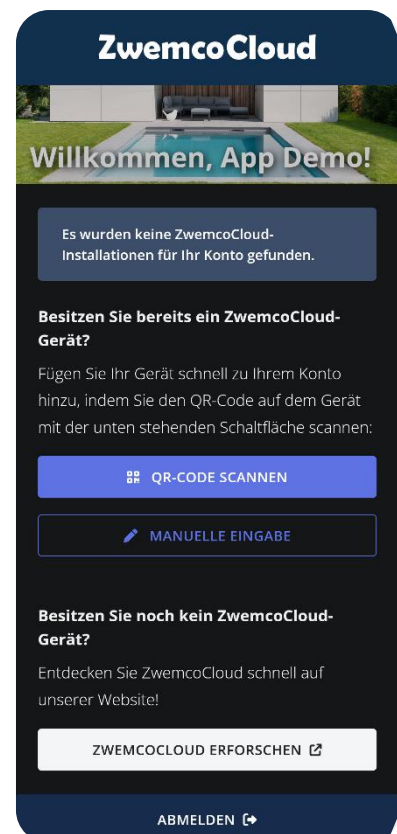 ZwemcoCloud
Willkommen, App Demo!
Es wurden keine ZwemcoCloud-
Installationen für Ihr Konto gefunden.
Besitzen Sie bereits ein ZwemcoCloud-
Gerät?
Fügen Sie Ihr Gerät schnell zu Ihrem Konto
hinzu, indem Sie den QR-Code auf dem Gerät
mit der unten stehenden Schaltfläche scannen:
QR-CODE SCANNEN
MANUELLE EINGABE
Besitzen Sie noch kein ZwemcoCloud-
Gerät?
Entdecken Sie ZwemcoCloud schnell auf
unserer Website!
ZWEMCOCLOUD ERFORSCHEN
ABMELDEN